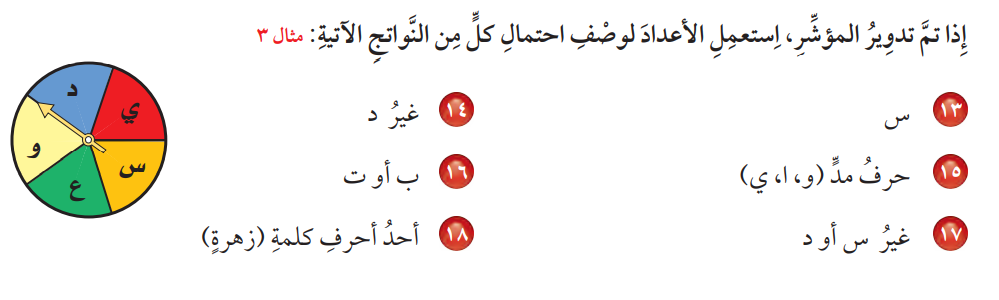 إِذا تمَّ تدويرُ المؤشِّرِ، اِستعمِلِ الأعدادَ لوصْفِ احتمالِ كلٍّ مِن النَّواتجِ الآتيةِ: مثال ٣
١٣ س
١٤ غيرُ د
١٥ حرفُ مدٍّ (و، ا، ي)
١٦ ب أو ت
١٧ غيرُ س أو د
١٨ أحدُ أحرفِ كلمةِ (زهرةٍ)
د
ي
و
س
ع